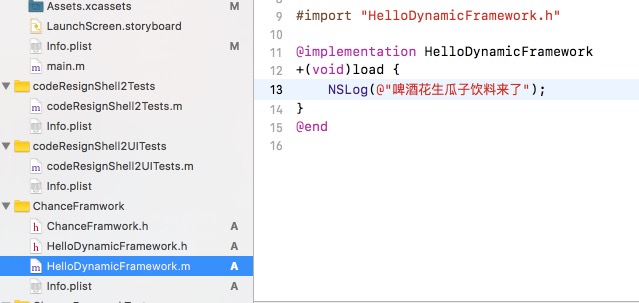 Assets.xcassets
LaunchScreen.storyboard
Info.plist M
main.m
codeResignShell2Tests
codeResignShell2Tests.m
Info.plist
codeResignShell2UITests
codeResignShell2UITests.m
Info.plist
ChanceFramwork
ChanceFramwork.h A
HelloDynamicFramework.h A
HelloDynamicFramework.m A
Info.plist A
9 #import "HelloDynamicFramework.h"
10
11 @implementation HelloDynamicFramework
12 +(void)load {
13 NSLog(@"啤酒花生瓜子饮料来了");
14 }
15 @end
16